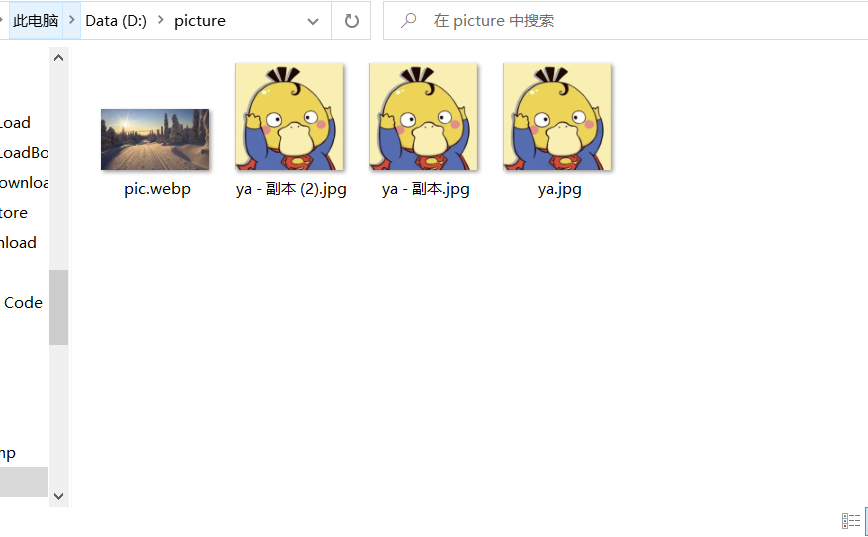 此电脑 > Data (D:) > picture
在 picture 中搜索
Load
LoadBo
ownloa
tore
nload
Code
mp
pic.webp
ya - 副本 (2).jpg
ya - 副本.jpg
ya.jpg